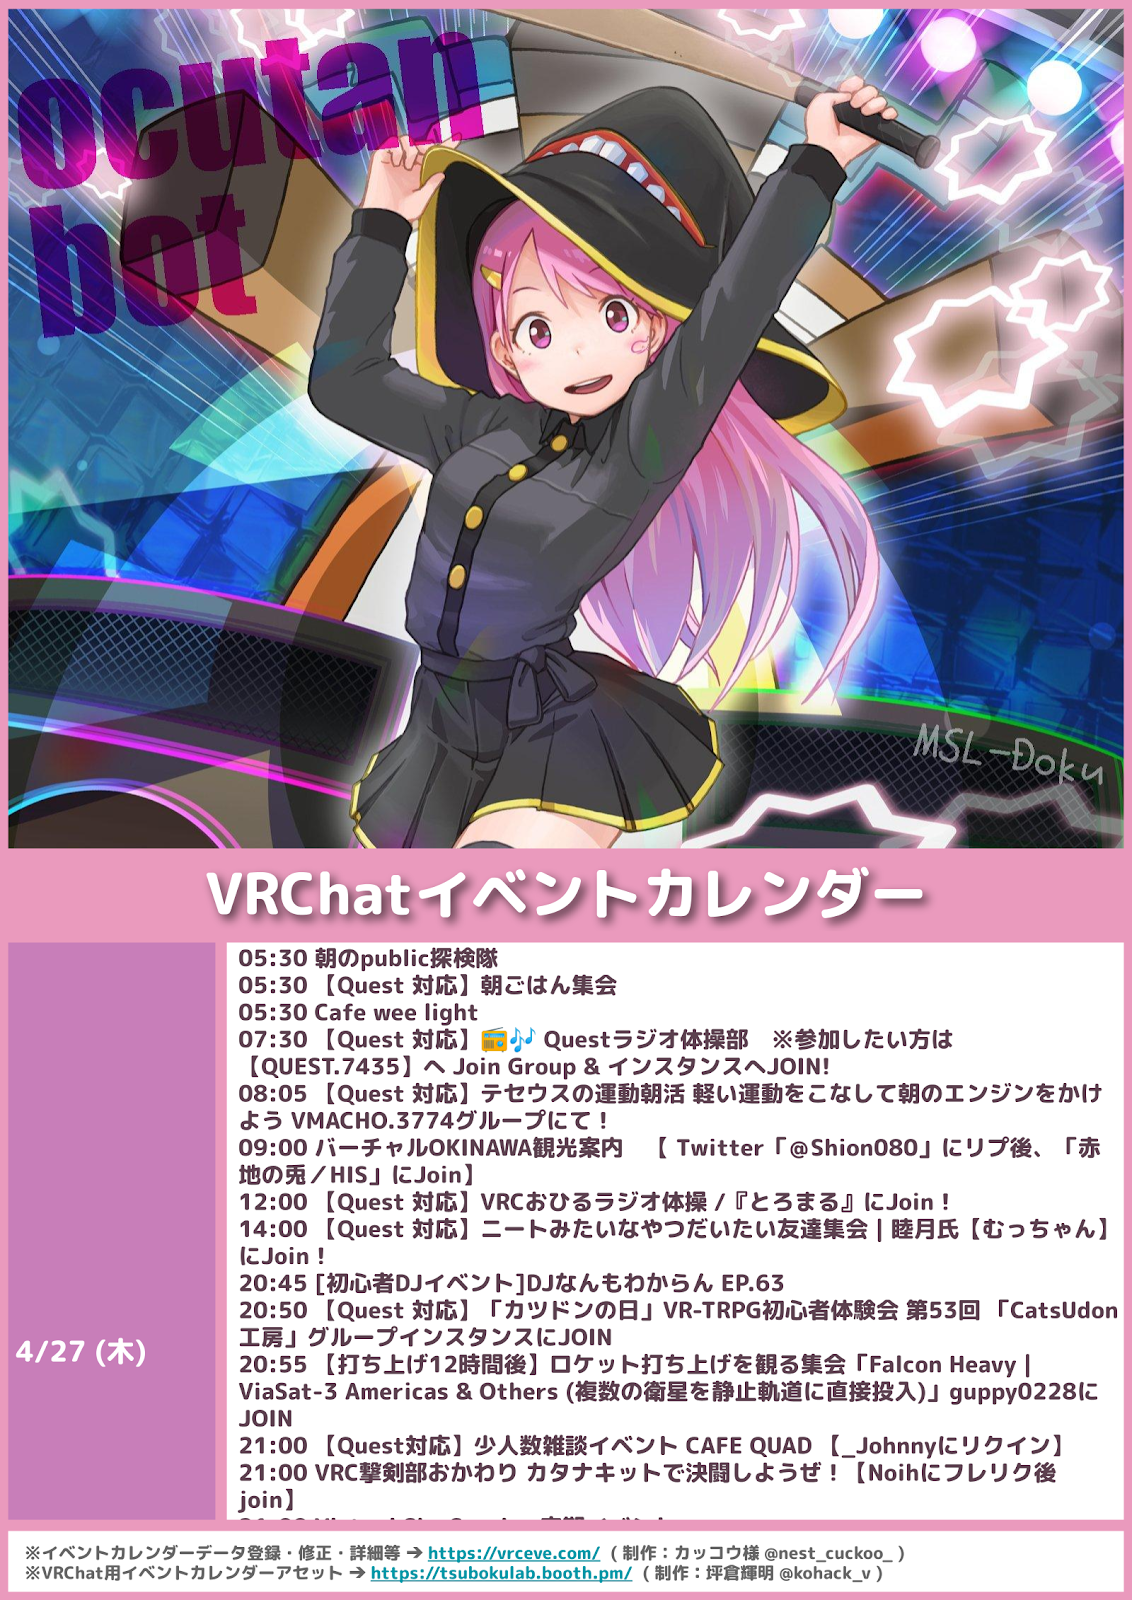 ocutan
bot
MSL-Doku
VRChatイベントカレンダー
4/27 (木)
05:30 朝のpublic探検隊
05:30 【Quest 対応】朝ごはん集会
05:30 Cafe wee light
07:30 【Quest 対応】📻🎶 Questラジオ体操部　※参加したい方は
【QUEST.7435】へ Join Group & インスタンスへJOIN!
08:05 【Quest 対応】テセウスの運動朝活 軽い運動をこなして朝のエンジンをかけ
よう VMACHO.3774グループにて！
09:00 バーチャルOKINAWA観光案内　【 Twitter「@Shion080」にリプ後、「赤
地の兎／HIS」にJoin】
12:00 【Quest 対応】VRCおひるラジオ体操 /『とろまる』にJoin！
14:00 【Quest 対応】ニートみたいなやつだいたい友達集会 | 睦月氏【むっちゃん】
にJoin！
20:45 [初心者DJイベント]DJなんもわからん EP.63
20:50 【Quest 対応】「カツドンの日」VR-TRPG初心者体験会 第53回 「CatsUdon
工房」グループインスタンスにJOIN
20:55 【打ち上げ12時間後】ロケット打ち上げを観る集会「Falcon Heavy |
ViaSat-3 Americas & Others (複数の衛星を静止軌道に直接投入)」guppy0228に
JOIN
21:00 【Quest対応】少人数雑談イベント CAFE QUAD 【_Johnnyにリクイン】
21:00 VRC撃剣部おかわり カタナキットで決闘しようぜ！【Noihにフレリク後
join】
※イベントカレンダーデータ登録・修正・詳細等 ➔ https://vrceve.com/ ( 制作：カッコウ様 @nest_cuckoo_ )
※VRChat用イベントカレンダーアセット ➔ https://tsubokulab.booth.pm/ ( 制作：坪倉輝明 @kohack_v )